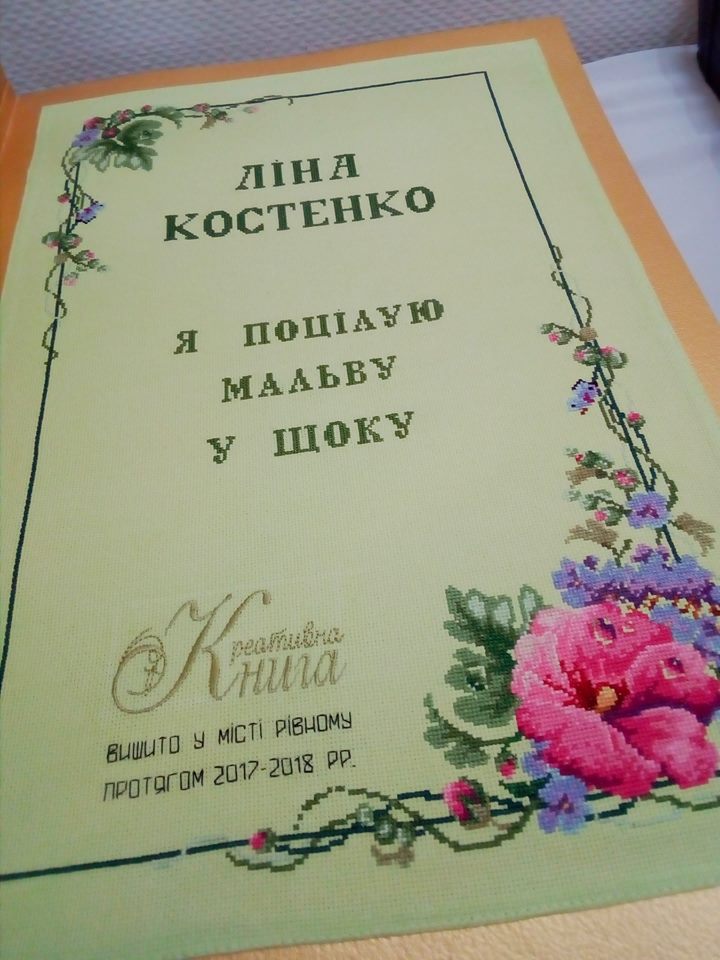 ЛІНА
КОСТЕНКО
Я ПОЦІЛУЮ
МАЛЬВУ
У ЩОКУ
Креативна
Книга
ВИШИТО У МІСТІ РІВНОМУ
ПРОТЯГОМ 2017-2018 РР.